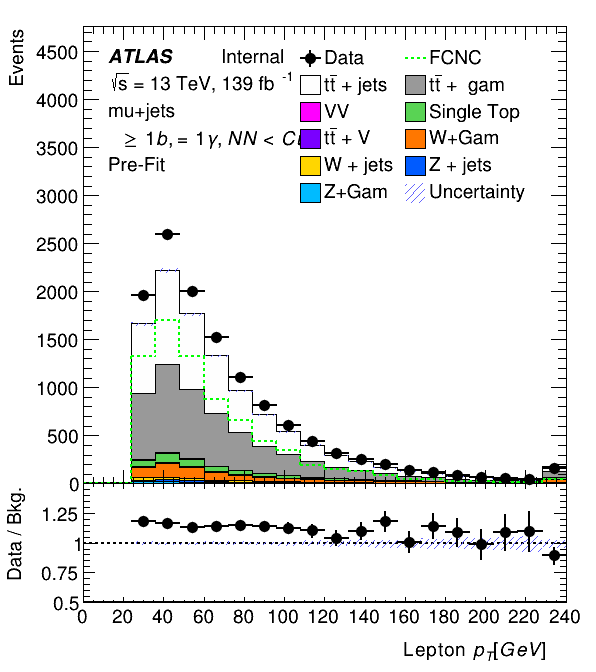 Events
4500
4000
3500
3000
2500
2000
1500
1000
500
0
ATLAS Internal
√s = 13 TeV, 139 fb⁻¹
mu+jets
≥ 1b, = 1γ, NN <
Pre-Fit
Data
FCNC
tt̄ + jets
tt̄ + gam
VV
Single Top
tt̄ + V
W+Gam
W + jets
Z + jets
Z+Gam
Uncertainty
Data / Bkg.
1.25
1
0.75
0.5
0 20 40 60 80 100 120 140 160 180 200 220 240
Lepton p_T[GeV]